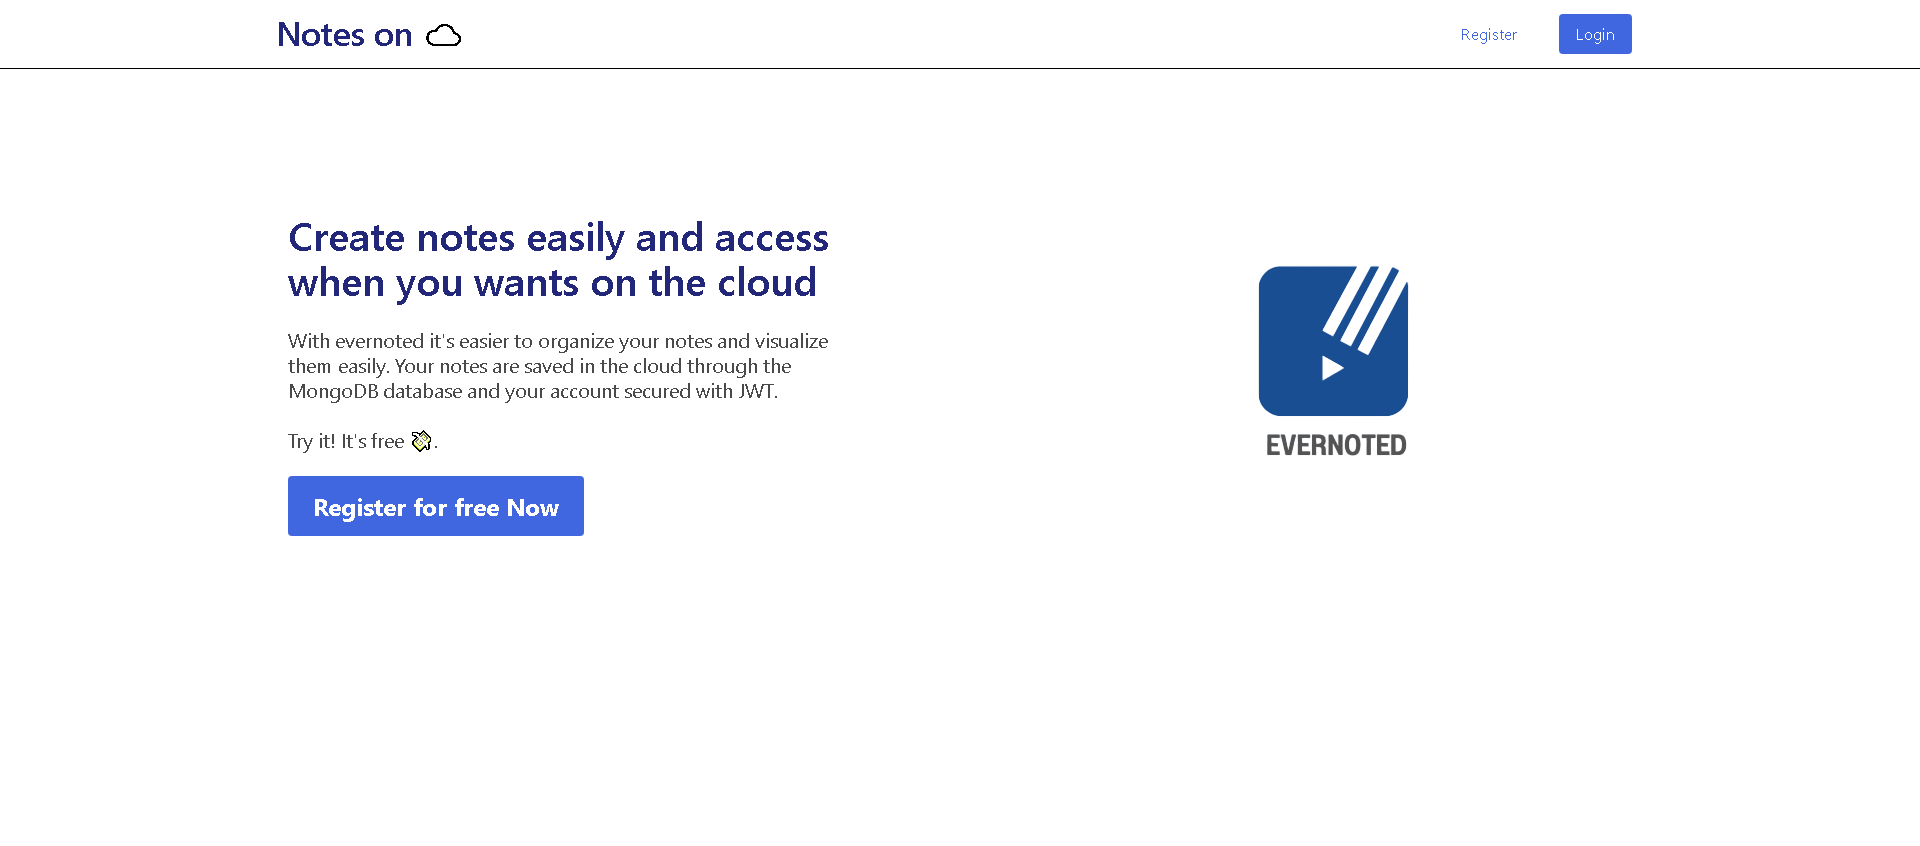 Notes on
Register
Login
Create notes easily and access
when you wants on the cloud
With evernoted it's easier to organize your notes and visualize
them easily. Your notes are saved in the cloud through the
MongoDB database and your account secured with JWT.
Try it! It's free 💸.
Register for free Now
EVERNOTED